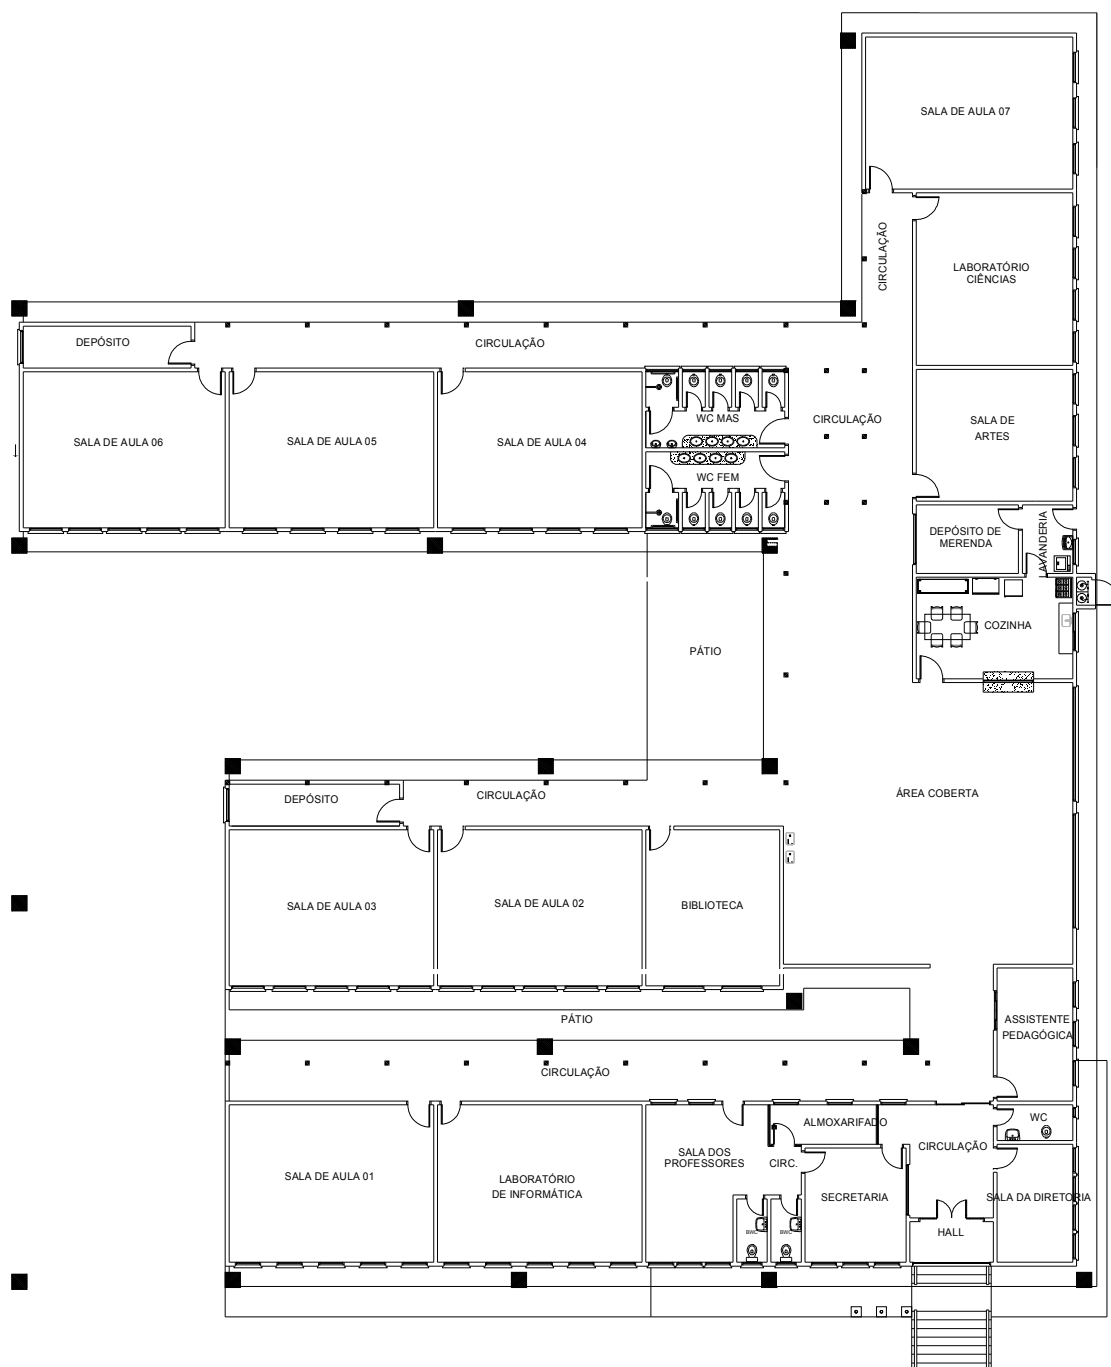 SALA DE AULA 07
CIRCULAÇÃO
LABORATÓRIO
CIÊNCIAS
DEPÓSITO
CIRCULAÇÃO
SALA DE AULA 06
SALA DE AULA 05
SALA DE AULA 04
WC MAS
CIRCULAÇÃO
SALA DE
ARTES
WC FEM
DEPÓSITO DE
MERENDA
AVANDERIA
COZINHA
PÁTIO
DEPÓSITO
CIRCULAÇÃO
ÁREA COBERTA
SALA DE AULA 03
SALA DE AULA 02
BIBLIOTECA
PÁTIO
ASSISTENTE
PEDAGÓGICA
CIRCULAÇÃO
ALMOXARIFADO
WC
SALA DE AULA 01
LABORATÓRIO
DE INFORMÁTICA
SALA DOS
PROFESSORES
CIRC.
CIRCULAÇÃO
SECRETARIA
SALA DA DIRETORIA
BWC
BWC
HALL